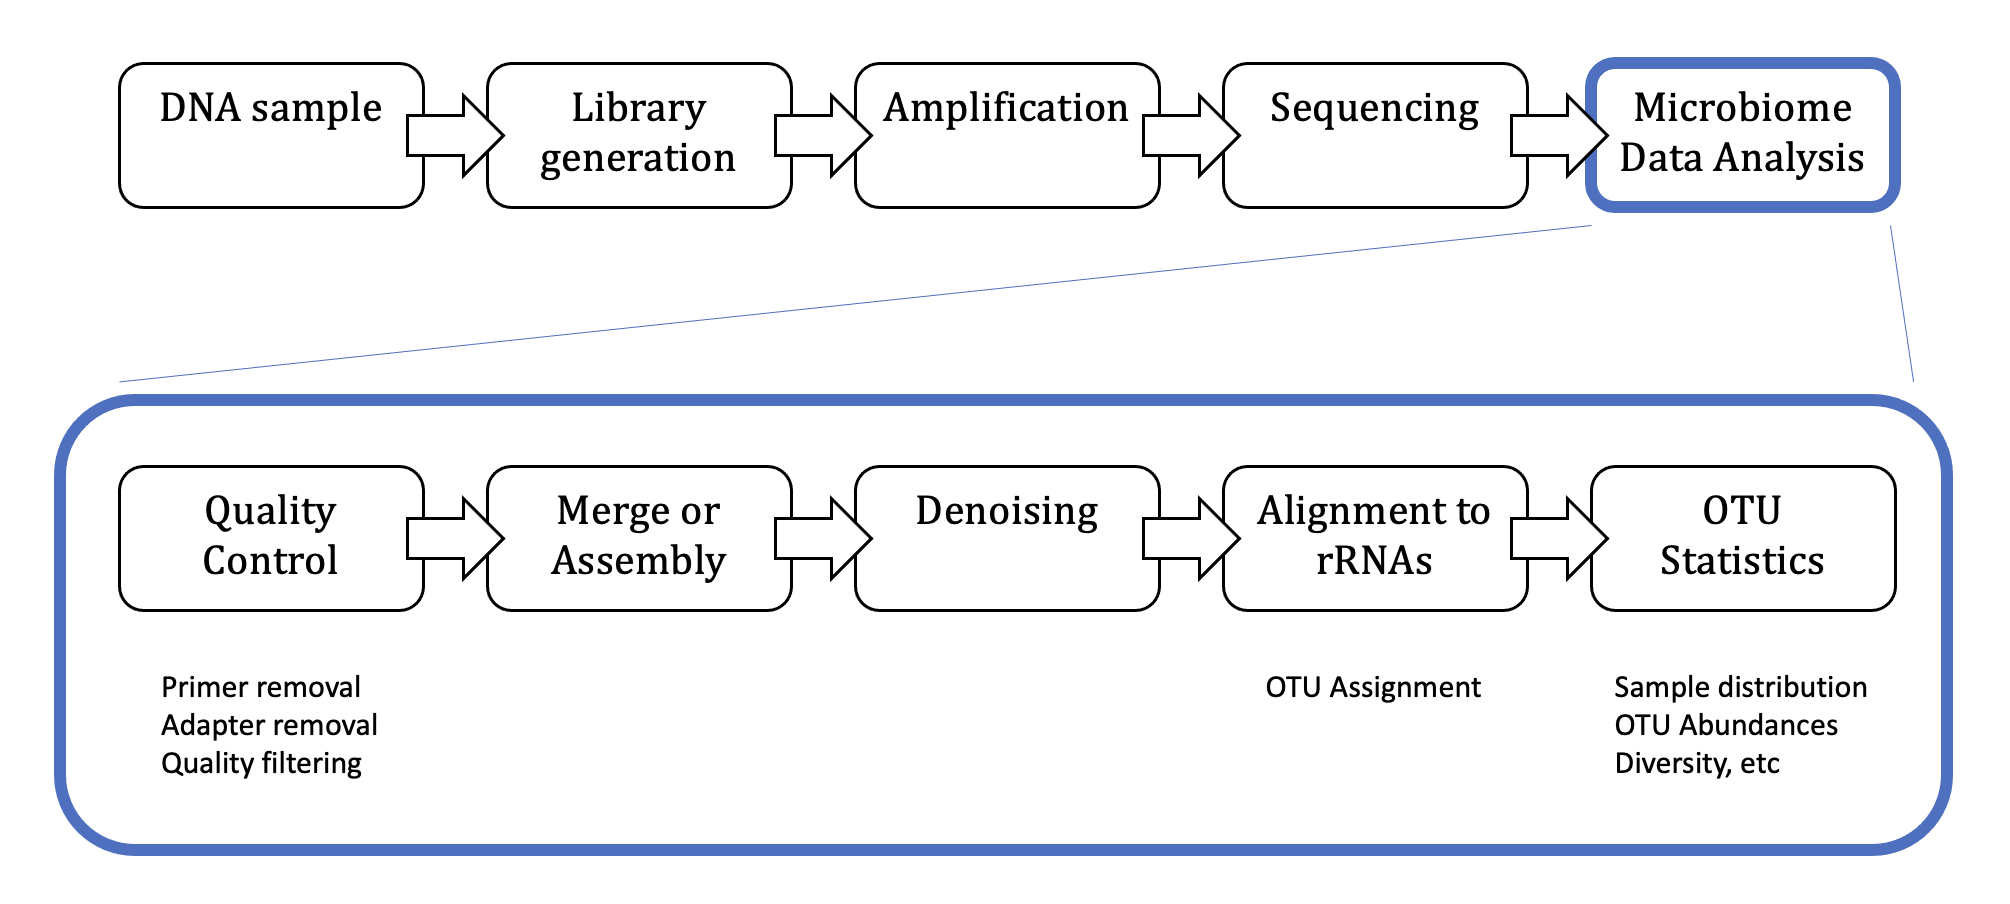 DNA sample
Library
generation
Amplification
Sequencing
Microbiome
Data Analysis
Quality
Control
Merge or
Assembly
Denoising
Alignment to
rRNAs
OTU
Statistics
Primer removal
Adapter removal
Quality filtering
OTU Assignment
Sample distribution
OTU Abundances
Diversity, etc